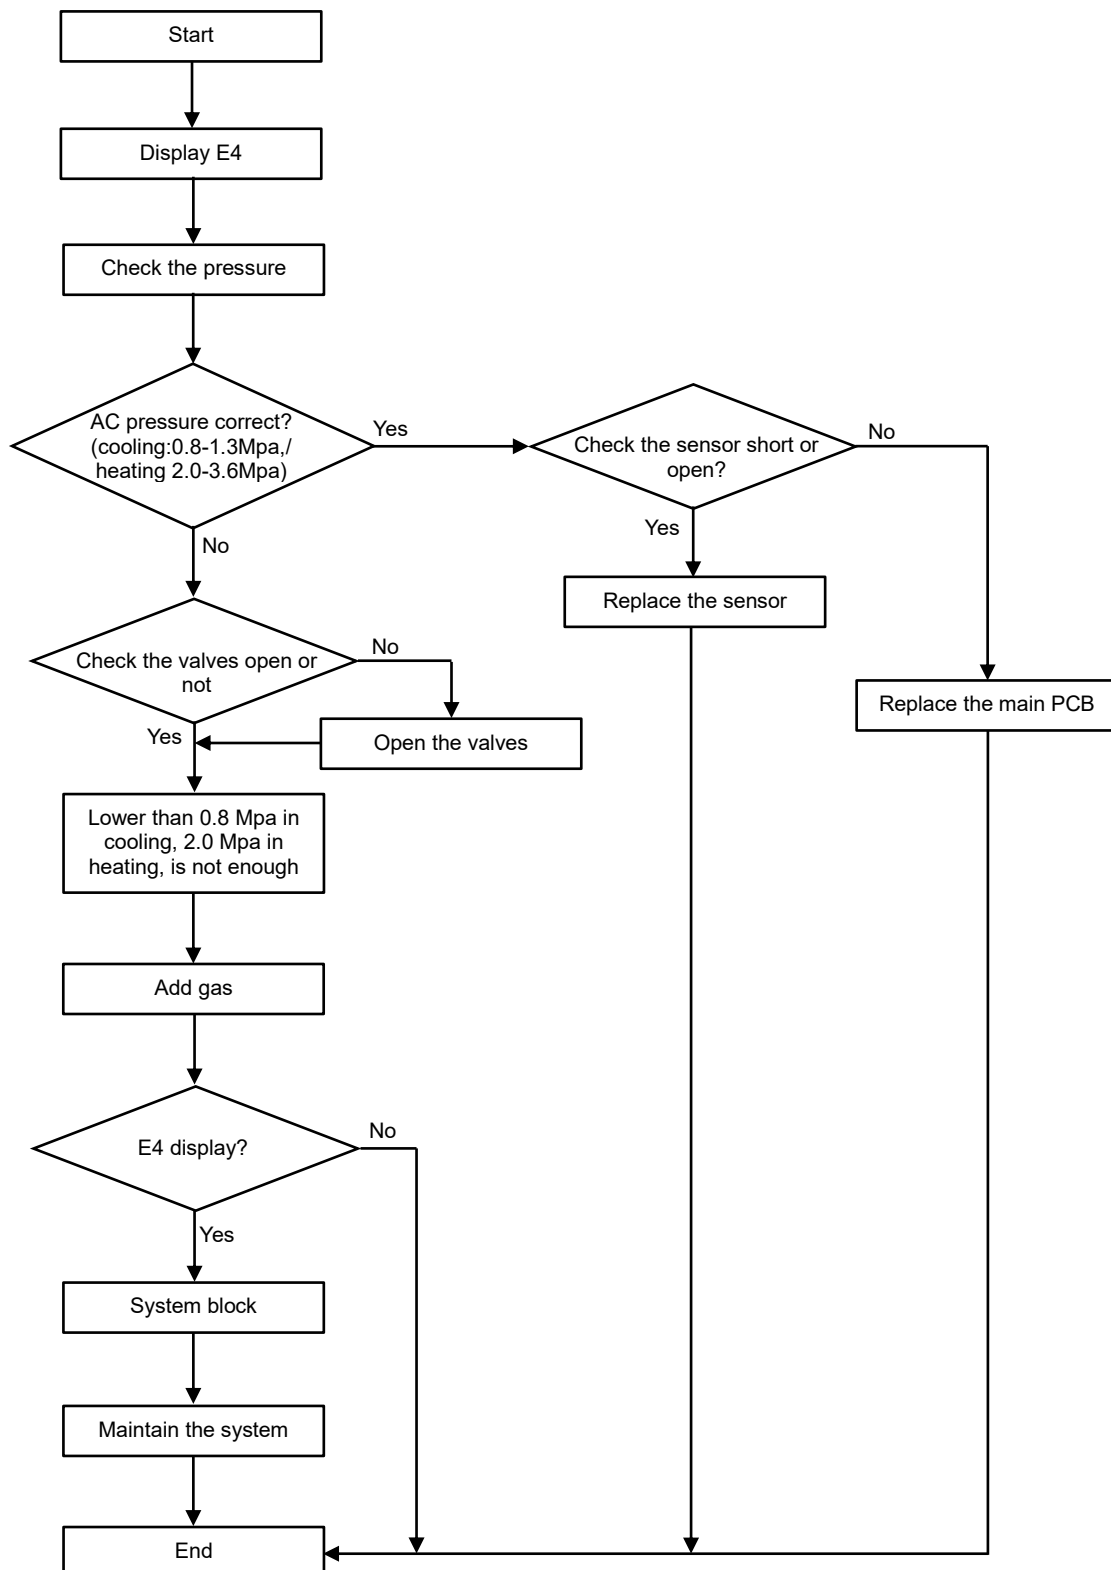 Start
Display E4
Check the pressure
AC pressure correct?
(cooling:0.8-1.3Mpa,/
heating 2.0-3.6Mpa)
Yes
Check the sensor short or
open?
No
Yes
No
Replace the sensor
Check the valves open or
not
No
Replace the main PCB
Yes
Open the valves
Lower than 0.8 Mpa in
cooling, 2.0 Mpa in
heating, is not enough
Add gas
E4 display?
No
Yes
System block
Maintain the system
End